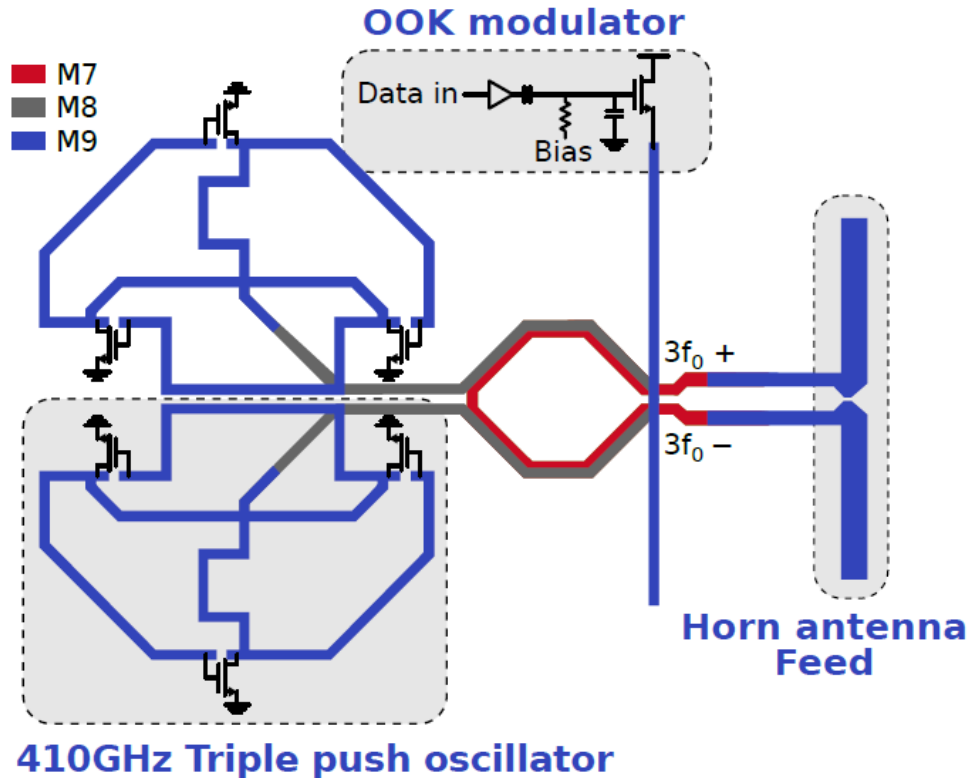 OOK modulator
M7
M8
M9
Data in
Bias
3f₀ +
3f₀ −
Horn antenna
Feed
410GHz Triple push oscillator